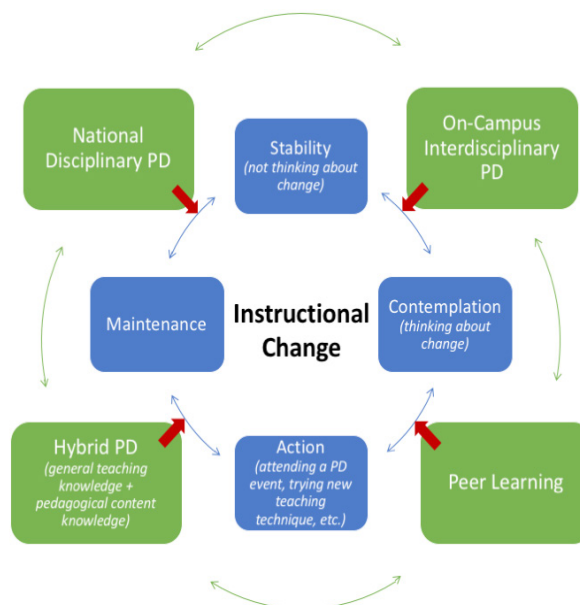 National
Disciplinary PD
Stability
(not thinking about
change)
On-Campus
Interdisciplinary
PD
Maintenance
Instructional
Change
Contemplation
(thinking about
change)
Hybrid PD
(general teaching
knowledge +
pedagogical content
knowledge)
Action
(attending a PD
event, trying new
teaching
technique, etc.)
Peer Learning